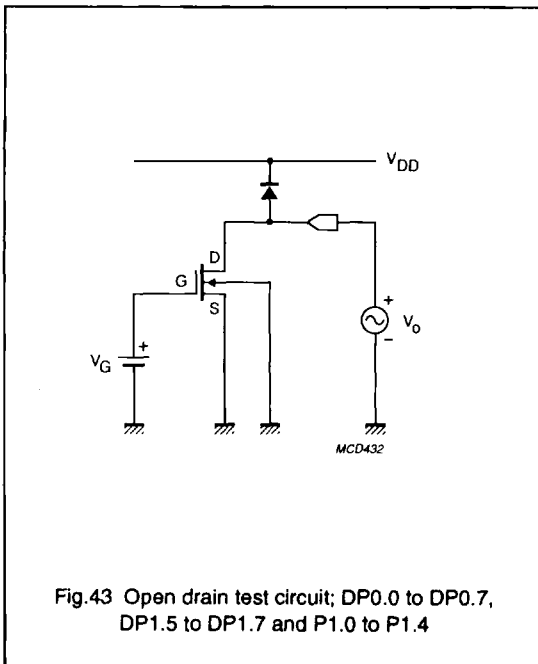 V_DD
D
G
S
+
V_G
+
V_o
−
MCD432
Fig.43 Open drain test circuit; DP0.0 to DP0.7,
DP1.5 to DP1.7 and P1.0 to P1.4